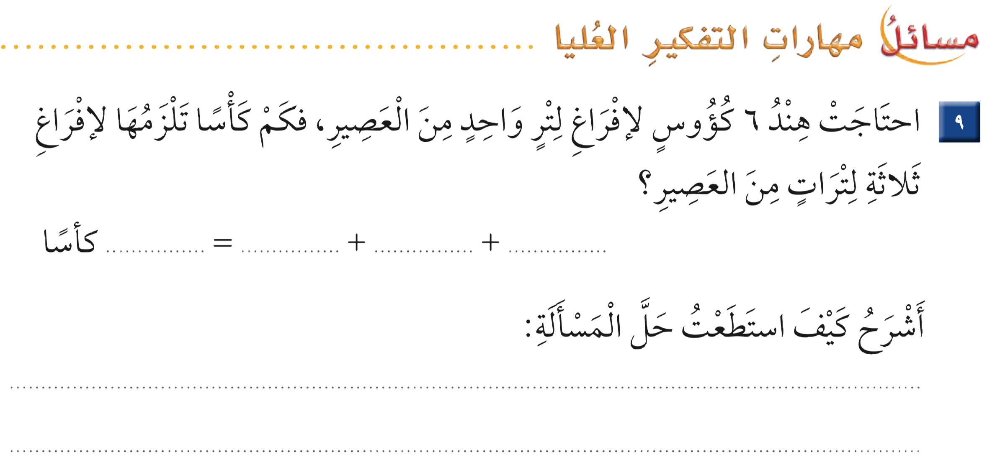 مسائلُ مهاراتِ التفكيرِ العُليا
٩ احتَاجَتْ هِنْدُ ٦ كُؤُوسٍ لإفْرَاغِ لِتْرٍ وَاحِدٍ مِنَ الْعَصِيرِ، فكَمْ كَأْسًا تَلْزَمُهَا لإفْرَاغِ
ثَلاثَةِ لِتْرَاتٍ مِنَ العَصِيرِ؟
.............. + .............. + .............. = .............. كأسًا
أَشْرَحُ كَيْفَ استَطَعْتُ حَلَّ الْمَسْأَلَةِ: